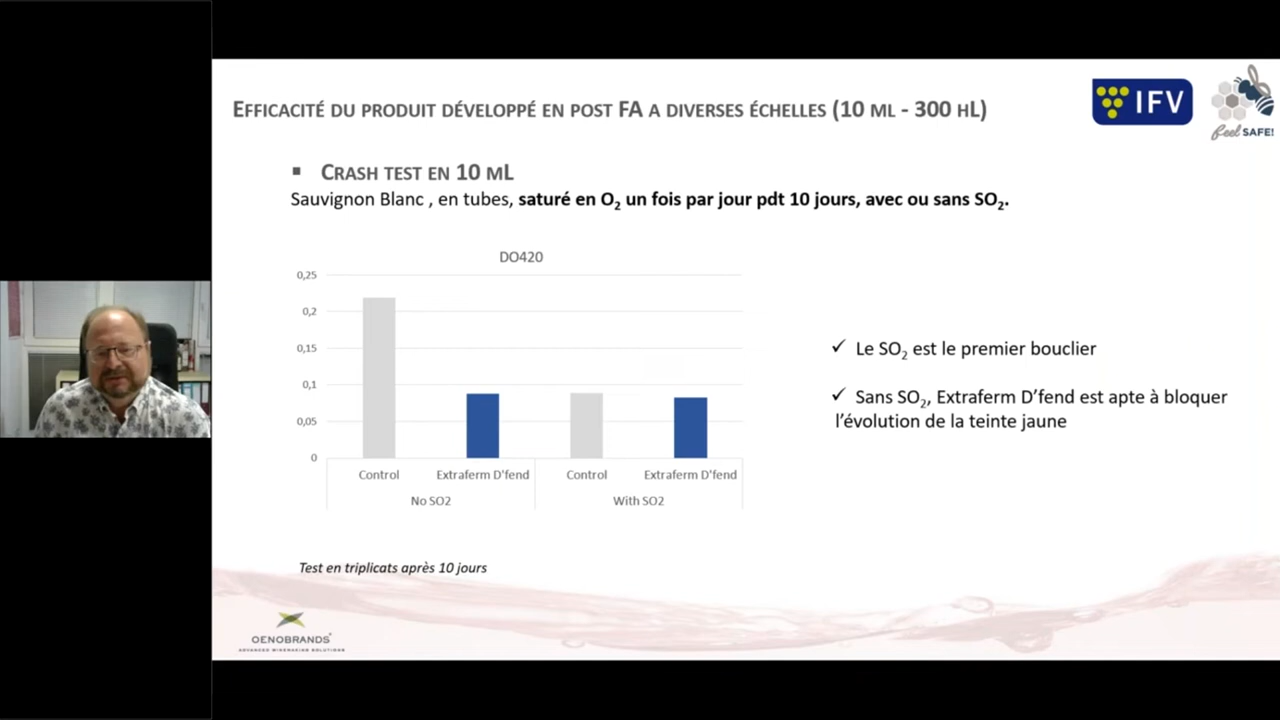 EFFICACITÉ DU PRODUIT DÉVELOPPÉ EN POST FA A DIVERSES ÉCHELLES (10 ML - 300 HL)
IFV
feel SAFE!
▪ CRASH TEST EN 10 ML
Sauvignon Blanc , en tubes, saturé en O2 un fois par jour pdt 10 jours, avec ou sans SO2.
DO420
0,25
0,2
0,15
0,1
0,05
0
Control Extraferm D'fend Control Extraferm D'fend
No SO2 With SO2
✓ Le SO2 est le premier bouclier
✓ Sans SO2, Extraferm D'fend est apte à bloquer
l'évolution de la teinte jaune
Test en triplicats après 10 jours
OENOBRANDS
ADVANCED WINEMAKING SOLUTIONS